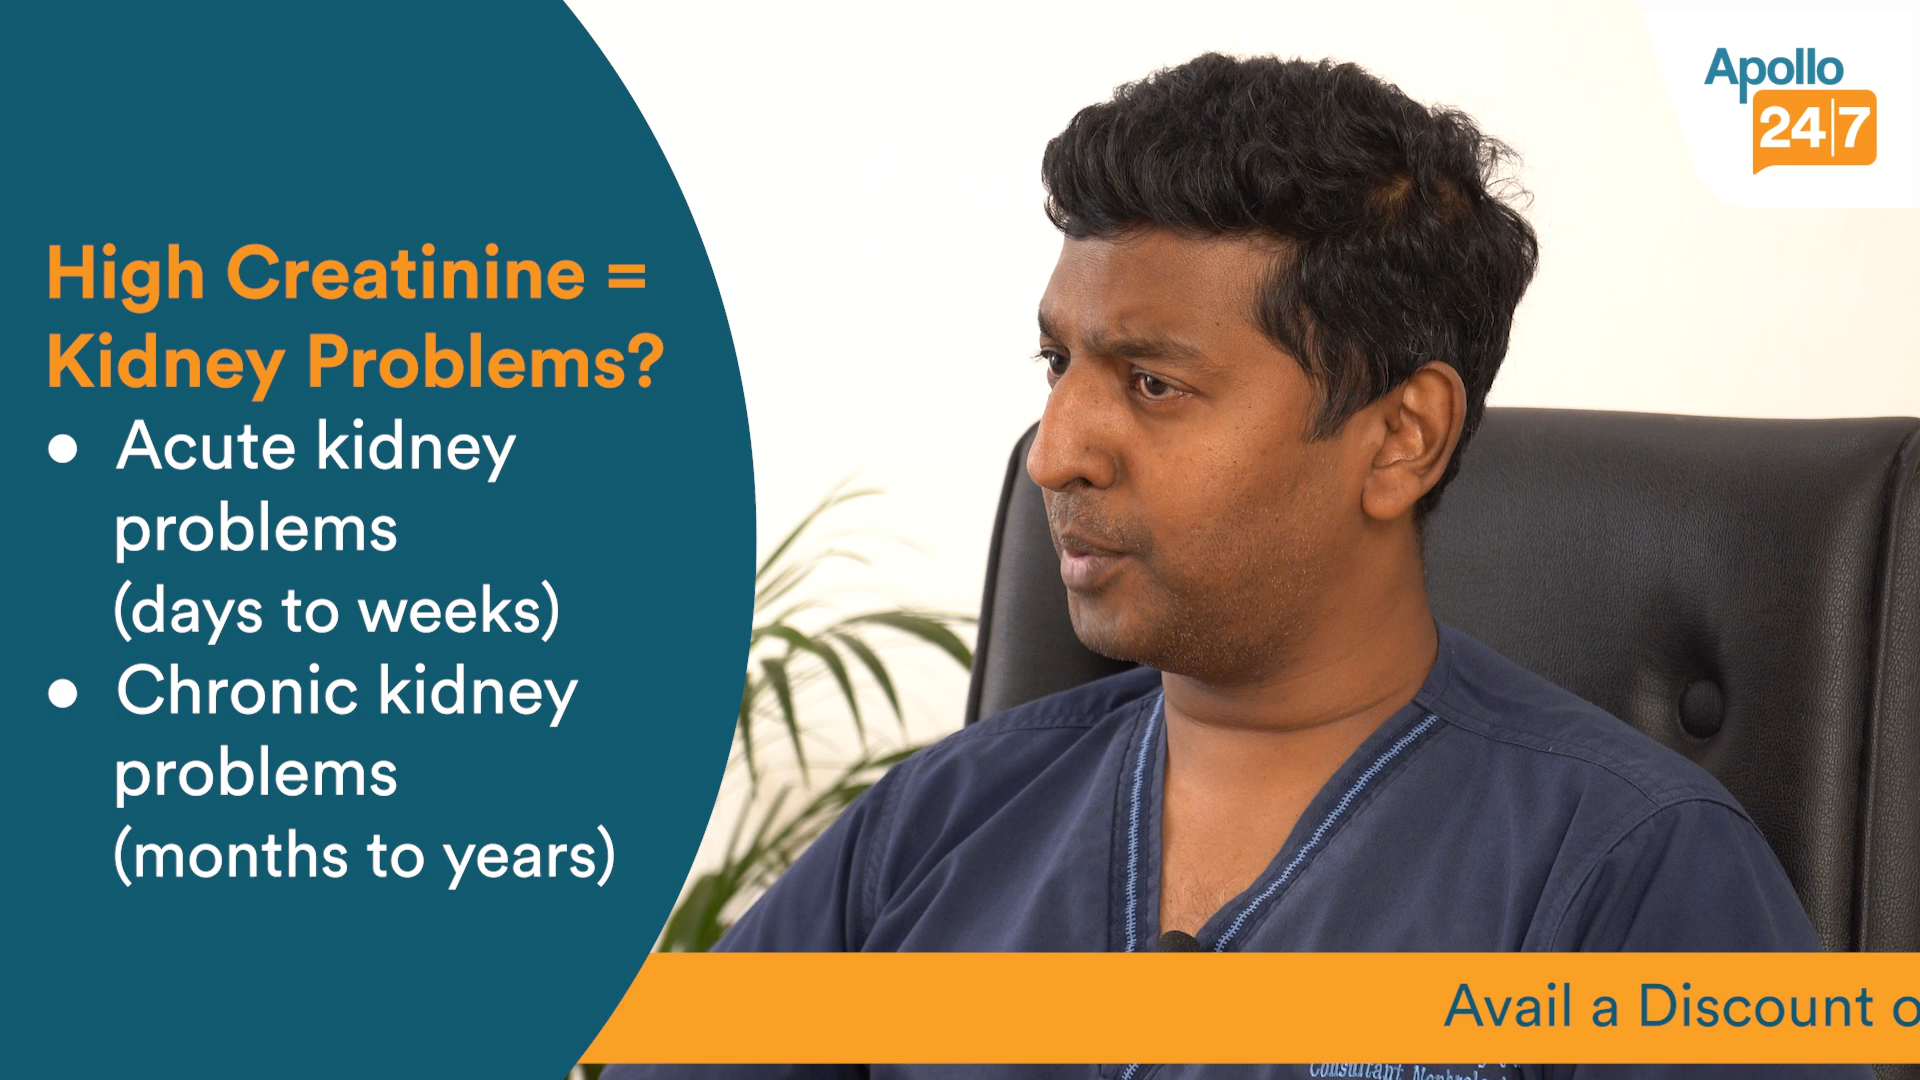 Apollo
24|7
High Creatinine =
Kidney Problems?
● Acute kidney
problems
(days to weeks)
● Chronic kidney
problems
(months to years)
Avail a Discount
Consultant